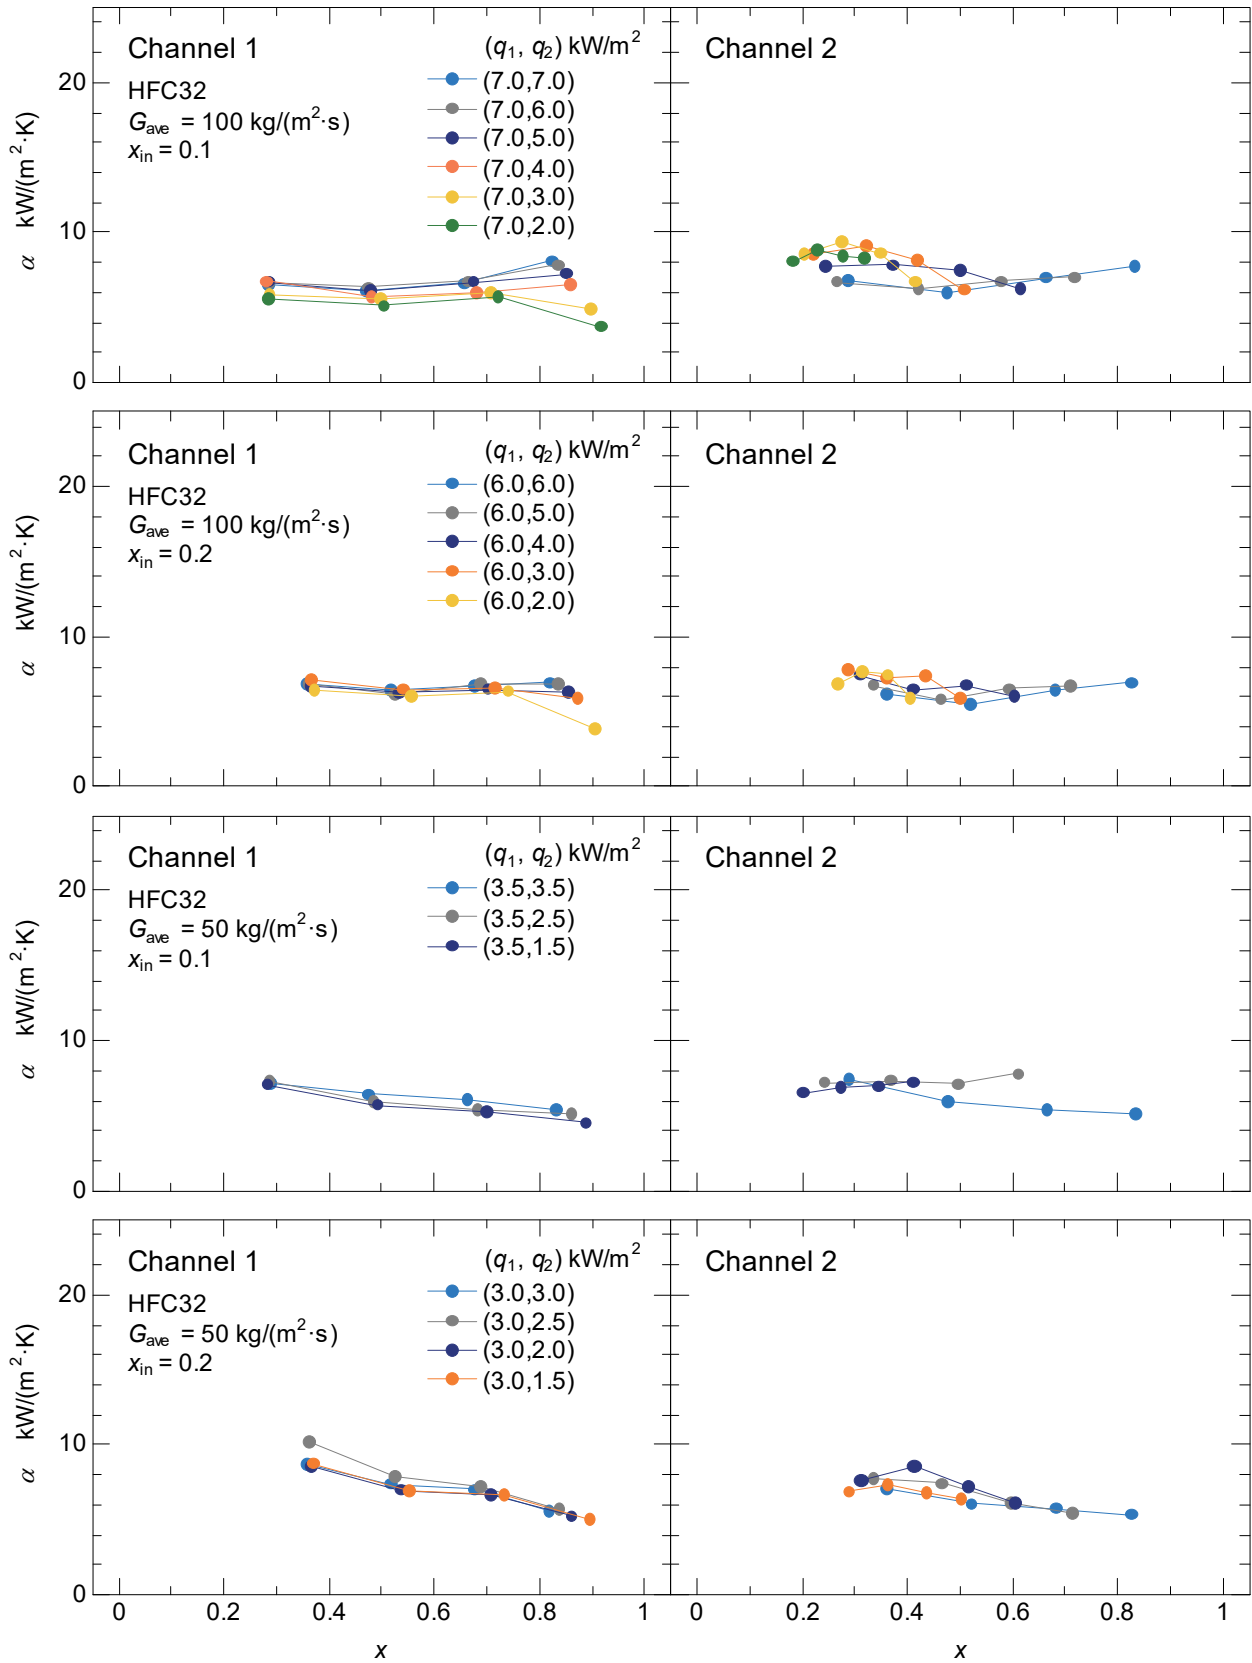 Channel 1
HFC32
Gave = 100 kg/(m²·s)
xin = 0.1
(q₁, q₂) kW/m²
(7.0,7.0)
(7.0,6.0)
(7.0,5.0)
(7.0,4.0)
(7.0,3.0)
(7.0,2.0)
Channel 2
20
10
0
α kW/(m²·K)
Channel 1
HFC32
Gave = 100 kg/(m²·s)
xin = 0.2
(q₁, q₂) kW/m²
(6.0,6.0)
(6.0,5.0)
(6.0,4.0)
(6.0,3.0)
(6.0,2.0)
Channel 2
20
10
0
α kW/(m²·K)
Channel 1
HFC32
Gave = 50 kg/(m²·s)
xin = 0.1
(q₁, q₂) kW/m²
(3.5,3.5)
(3.5,2.5)
(3.5,1.5)
Channel 2
20
10
0
α kW/(m²·K)
Channel 1
HFC32
Gave = 50 kg/(m²·s)
xin = 0.2
(q₁, q₂) kW/m²
(3.0,3.0)
(3.0,2.5)
(3.0,2.0)
(3.0,1.5)
Channel 2
20
10
0
α kW/(m²·K)
0 0.4 0.6 0.8 1 0.2 0.4 0.6 0.8 1
x x